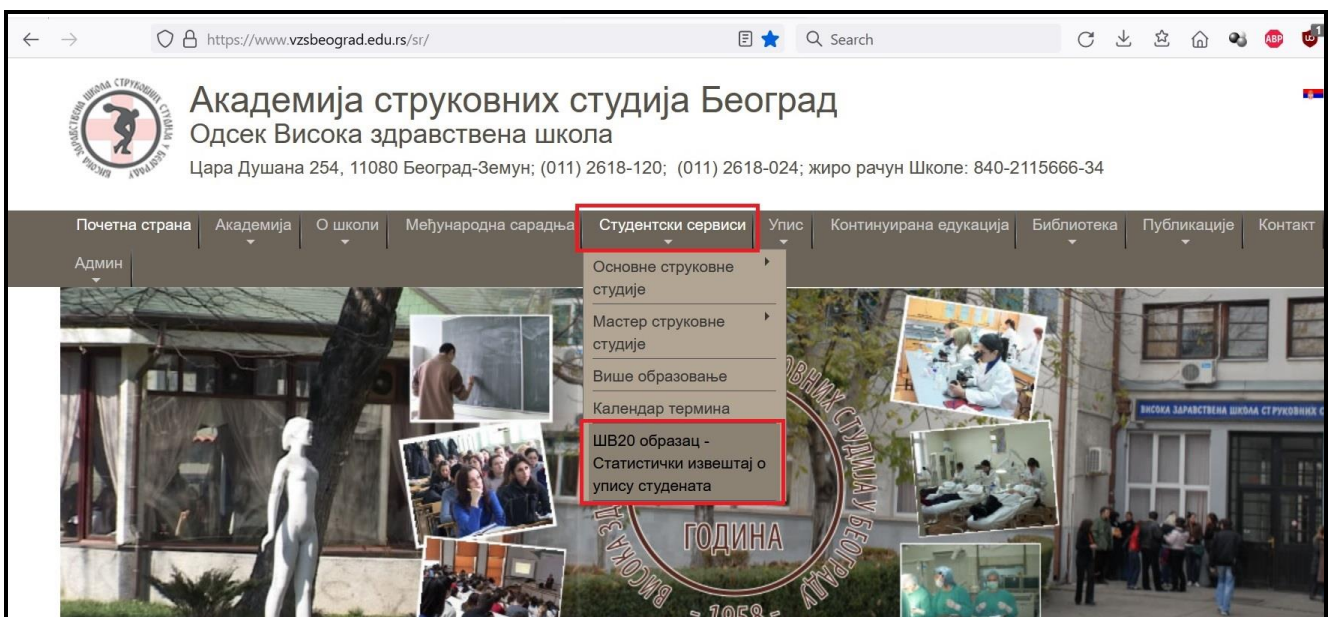 https://www.vzsbeograd.edu.rs/sr/
Search
ABP
1
Академија струковних студија Београд
Одсек Висока здравствена школа
Цара Душана 254, 11080 Београд-Земун; (011) 2618-120; (011) 2618-024; жиро рачун Школе: 840-2115666-34
Почетна страна Академија О школи Међународна сарадња Студентски сервиси Упис Континуирана едукација Библиотека Публикације Контакт
Админ
Основне струковне
студије
Мастер струковне
студије
Више образовање
Календар термина
ШВ20 образац -
Статистички извештај о
упису студената
ВИСОКА ЗДРАВСТВЕНА ШКОЛА СТРУКОВНИХ
ГОДИНА
- 1958 -